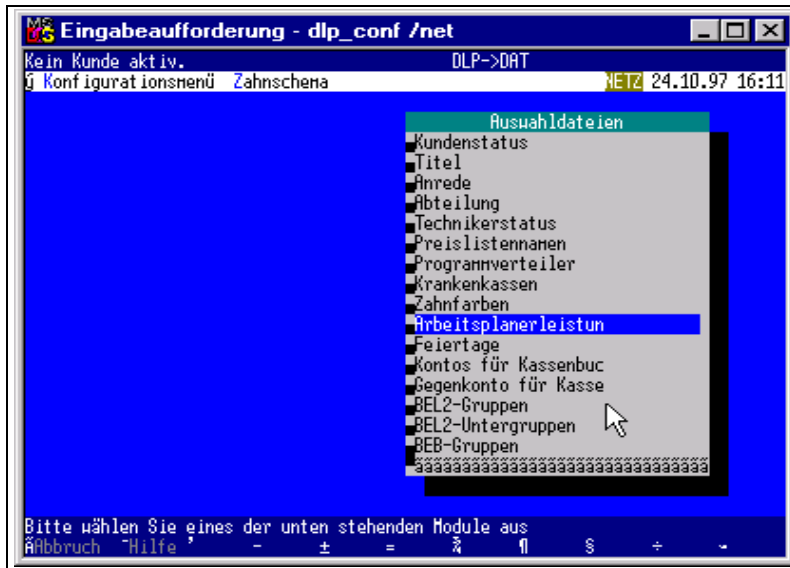 Eingabeaufforderung - dlp_conf /net
Kein Kunde aktiv. DLP->DAT
Konfigurationsmenü Zahnschema NETZ 24.10.97 16:11
Auswahldateien
Kundenstatus
Titel
Anrede
Abteilung
Technikerstatus
Preislistennamen
Programmverteiler
Krankenkassen
Zahnfarben
Arbeitsplanerleistun
Feiertage
Kontos für Kassenbuc
Gegenkonto für Kasse
BEL2-Gruppen
BEL2-Untergruppen
BEB-Gruppen
Bitte wählen Sie eines der unten stehenden Module aus
Abbruch Hilfe ' - ± = ¾ ¶ § ÷